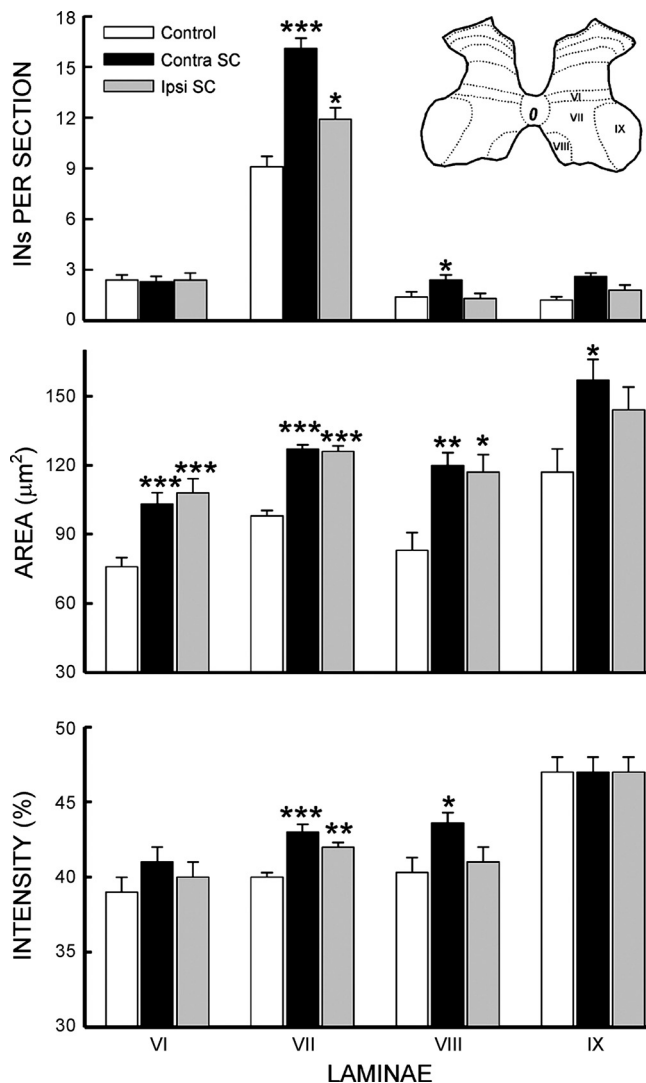 Control
Contra SC
Ipsi SC
***
*
*
VI
VII
IX
VIII
0
18
15
12
9
6
3
0
INs PER SECTION
***
***
***
***
**
*
*
150
120
90
60
30
AREA (μm²)
***
**
*
50
45
40
35
30
INTENSITY (%)
VI VII VIII IX
LAMINAE